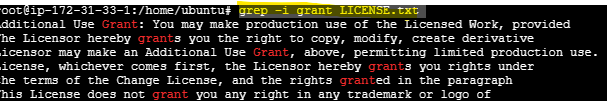 root@ip-172-31-33-1:/home/ubuntu# grep -i grant LICENSE.txt
Additional Use Grant: You may make production use of the Licensed Work, provided
The Licensor hereby grants you the right to copy, modify, create derivative
Licensor may make an Additional Use Grant, above, permitting limited production use.
License, whichever comes first, the Licensor hereby grants you rights under
the terms of the Change License, and the rights granted in the paragraph
This License does not grant you any right in any trademark or logo of